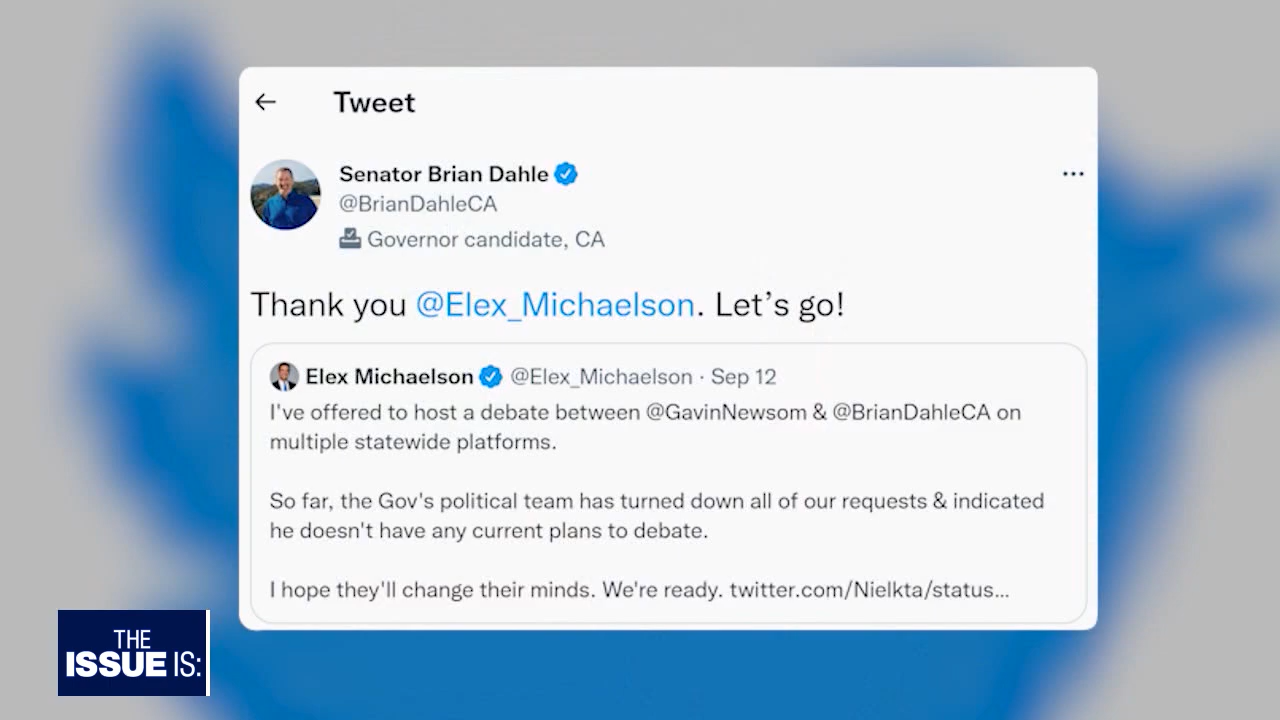 Tweet
Senator Brian Dahle
@BrianDahleCA
Governor candidate, CA
Thank you @Elex_Michaelson. Let’s go!
Elex Michaelson @Elex_Michaelson · Sep 12
I've offered to host a debate between @GavinNewsom & @BrianDahleCA on
multiple statewide platforms.
So far, the Gov's political team has turned down all of our requests & indicated
he doesn't have any current plans to debate.
I hope they'll change their minds. We're ready. twitter.com/Nielkta/status...
THE
ISSUE IS: